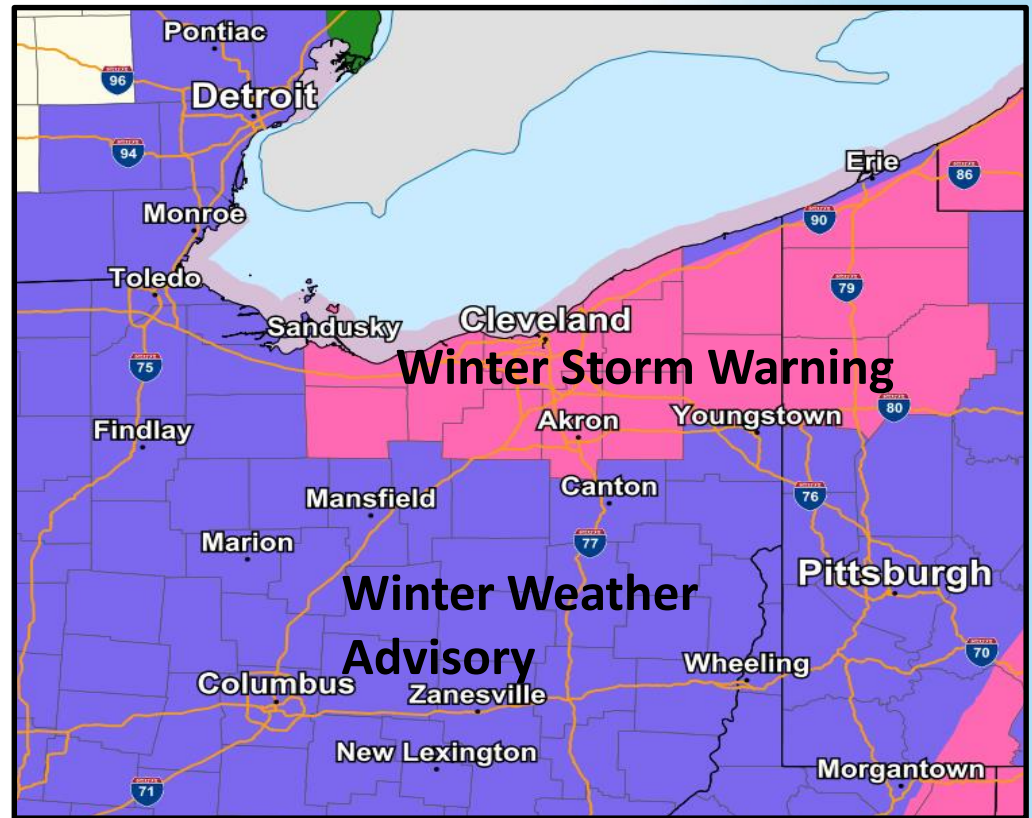 Pontiac
96
Detroit
94
Erie
86
Monroe
90
Toledo
79
Sandusky
Cleveland
75
Winter Storm Warning
80
Findlay
Akron
Youngstown
Mansfield
Canton
76
Marion
77
Pittsburgh
Winter Weather
Advisory
70
Wheeling
Columbus
Zanesville
New Lexington
Morgantown
71